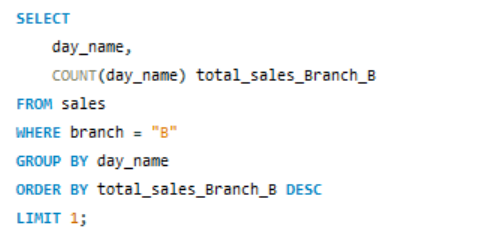 SELECT
day_name,
COUNT(day_name) total_sales_Branch_B
FROM sales
WHERE branch = "B"
GROUP BY day_name
ORDER BY total_sales_Branch_B DESC
LIMIT 1;